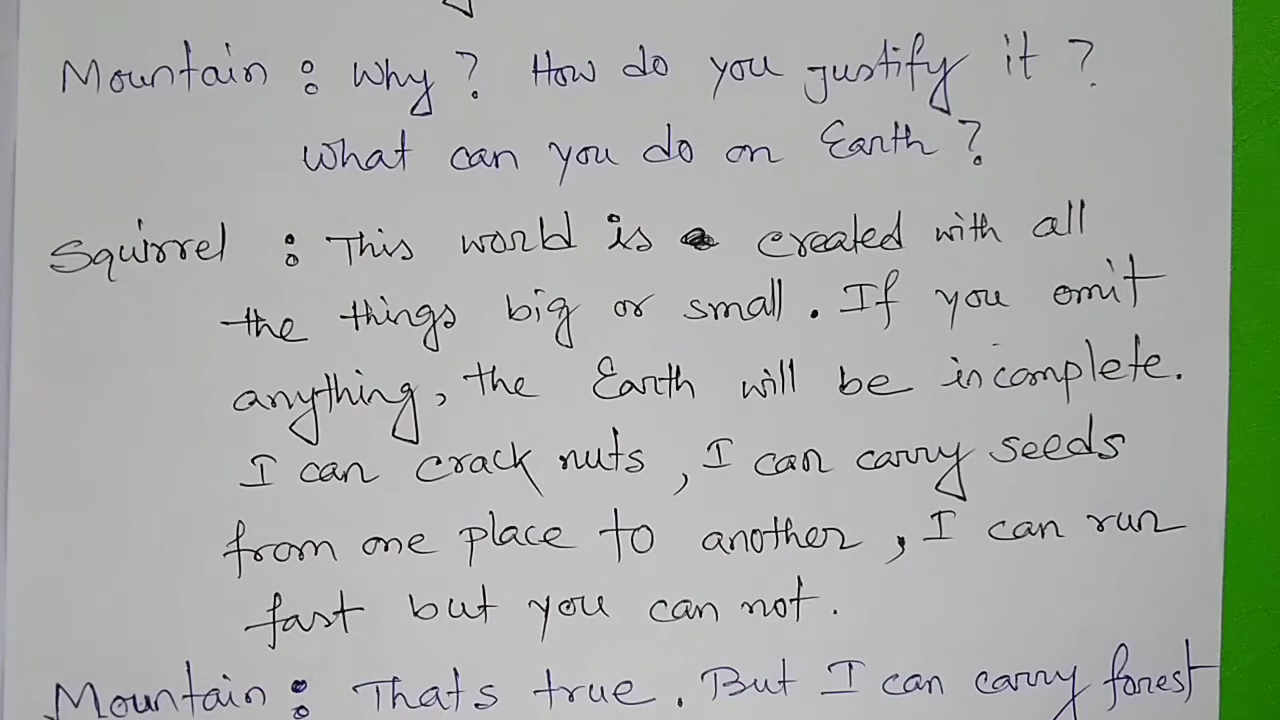 Mountain : Why? How do you justify it ?
What can you do on Earth ?
Squirrel : This world is created with all
the things big or small. If you omit
anything, the Earth will be incomplete.
I can crack nuts, I can carry seeds
from one place to another, I can run
fast but you can not.
Mountain : Thats true. But I can carry forest